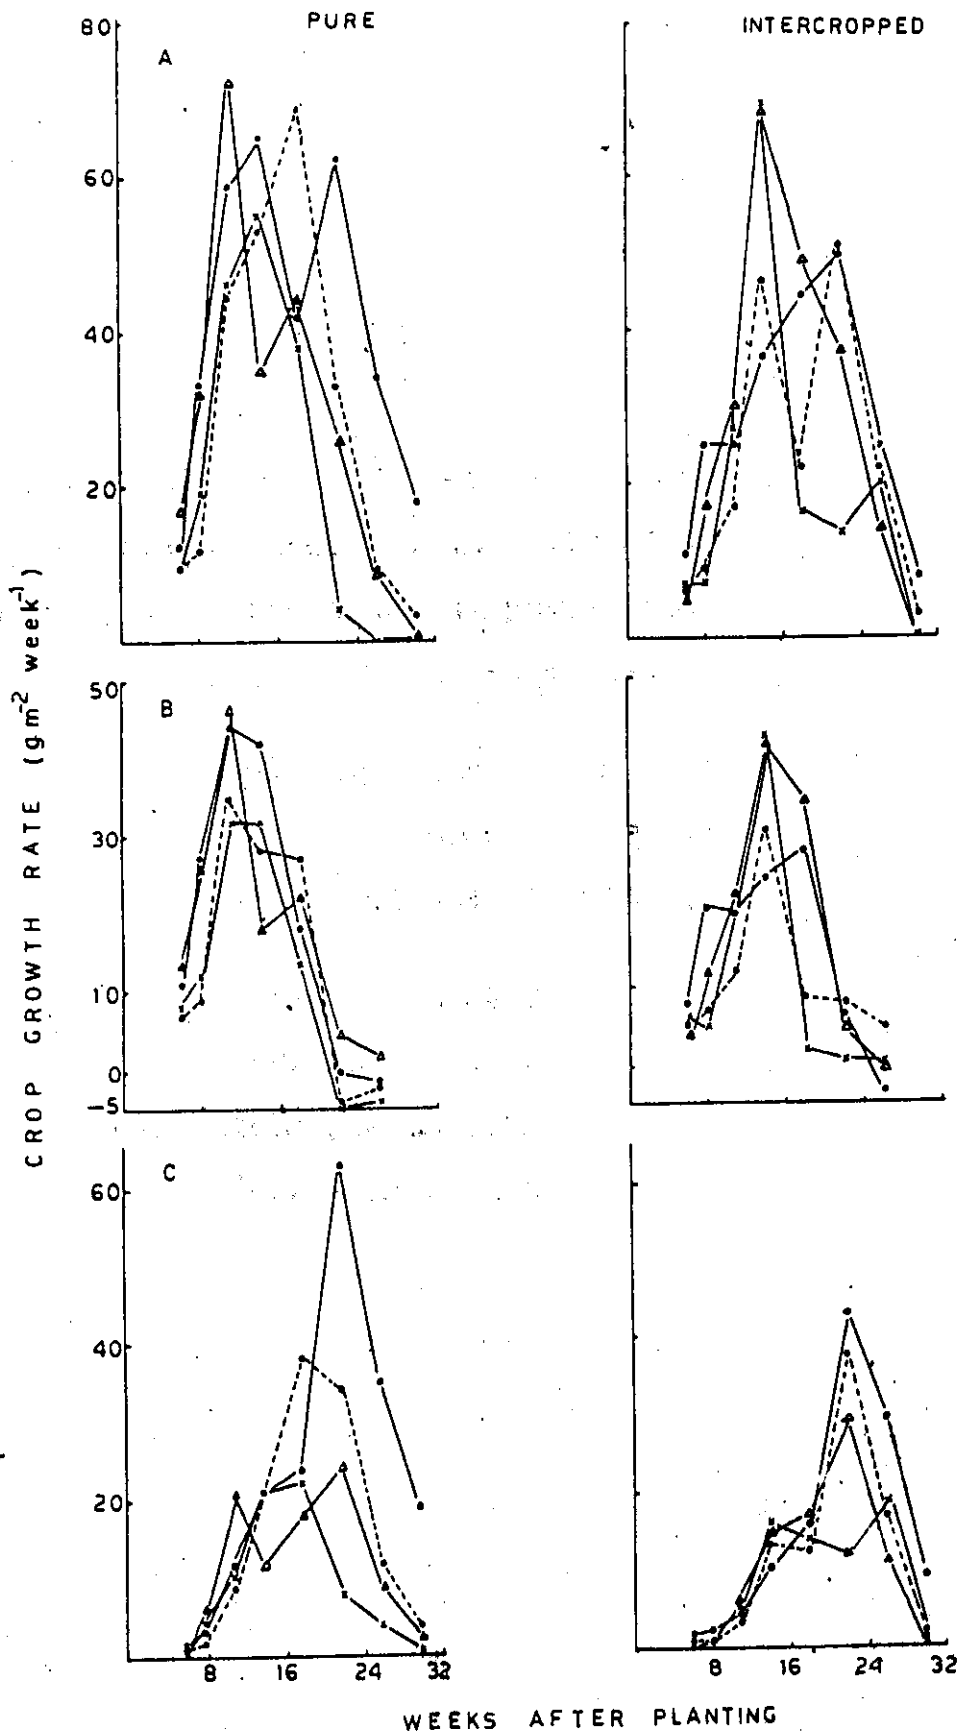 PURE
INTERCROPPED
A
80
60
40
20
B
50
30
10
0
-5
C
60
40
20
8 16 24 32
8 16 24 32
CROP GROWTH RATE (g m⁻² week⁻¹)
WEEKS AFTER PLANTING